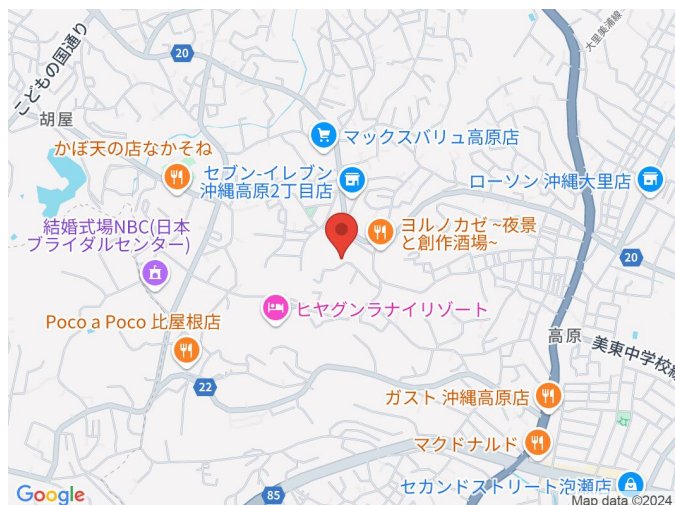 こどもの国通り
20
大里美浦線
胡屋
マックスバリュ高原店
かぼ天の店なかそね
セブン-イレブン
沖縄高原2丁目店
ローソン 沖縄大里店
結婚式場NBC(日本
ブライダルセンター)
ヨルノカゼ ~夜景
と創作酒場~
20
ヒヤグンラナイリゾート
Poco a Poco 比屋根店
高原
美東中学校線
22
ガスト 沖縄高原店
マクドナルド
セカンドストリート泡瀬店
85
Google
Map data ©2024